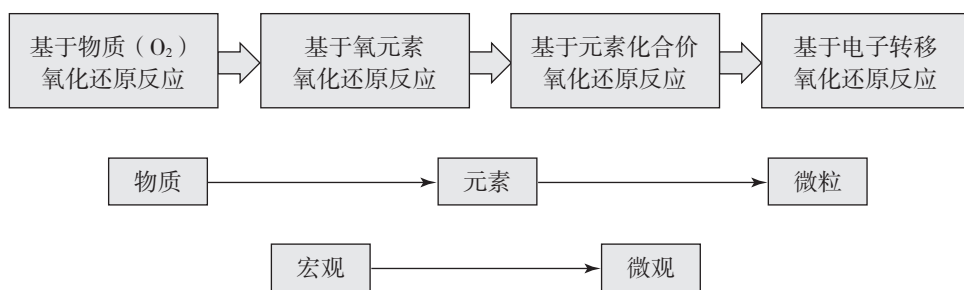 基于物质（O₂）
氧化还原反应
基于氧元素
氧化还原反应
基于元素化合价
氧化还原反应
基于电子转移
氧化还原反应
物质
元素
微粒
宏观
微观